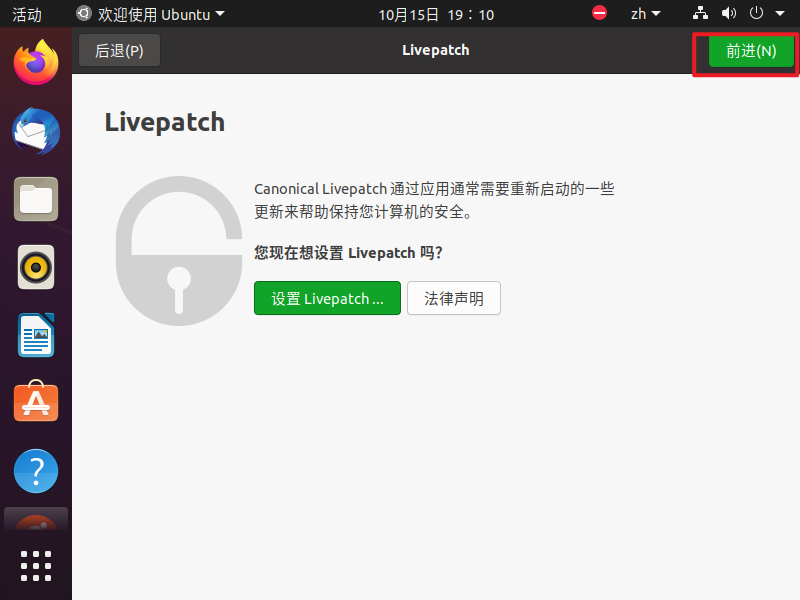 活动
欢迎使用 Ubuntu
10月15日 19：10
zh
后退(P)
Livepatch
前进(N)
Livepatch
Canonical Livepatch 通过应用通常需要重新启动的一些
更新来帮助保持您计算机的安全。
您现在想设置 Livepatch 吗？
设置 Livepatch…
法律声明